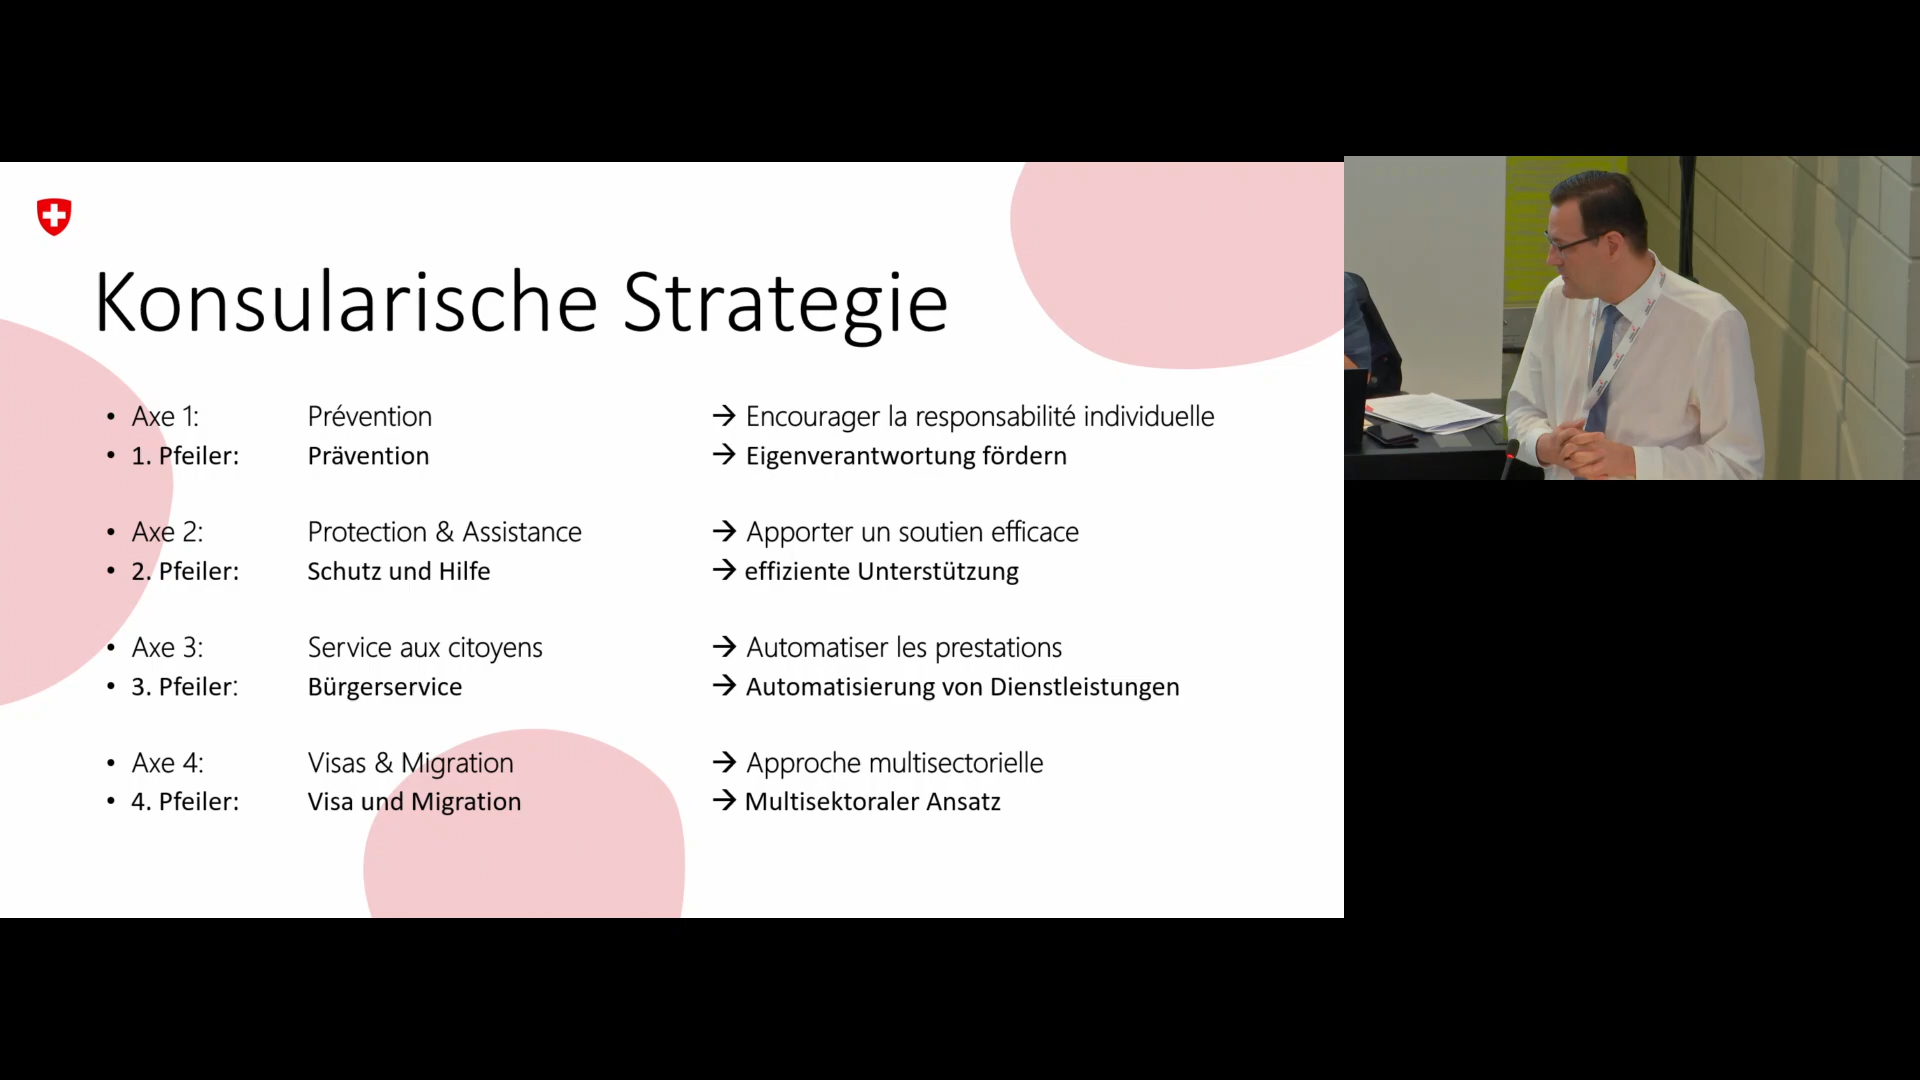 Konsularische Strategie
• Axe 1: Prévention → Encourager la responsabilité individuelle
• 1. Pfeiler: Prävention → Eigenverantwortung fördern
• Axe 2: Protection & Assistance → Apporter un soutien efficace
• 2. Pfeiler: Schutz und Hilfe → effiziente Unterstützung
• Axe 3: Service aux citoyens → Automatiser les prestations
• 3. Pfeiler: Bürgerservice → Automatisierung von Dienstleistungen
• Axe 4: Visas & Migration → Approche multisectorielle
• 4. Pfeiler: Visa und Migration → Multisektoraler Ansatz